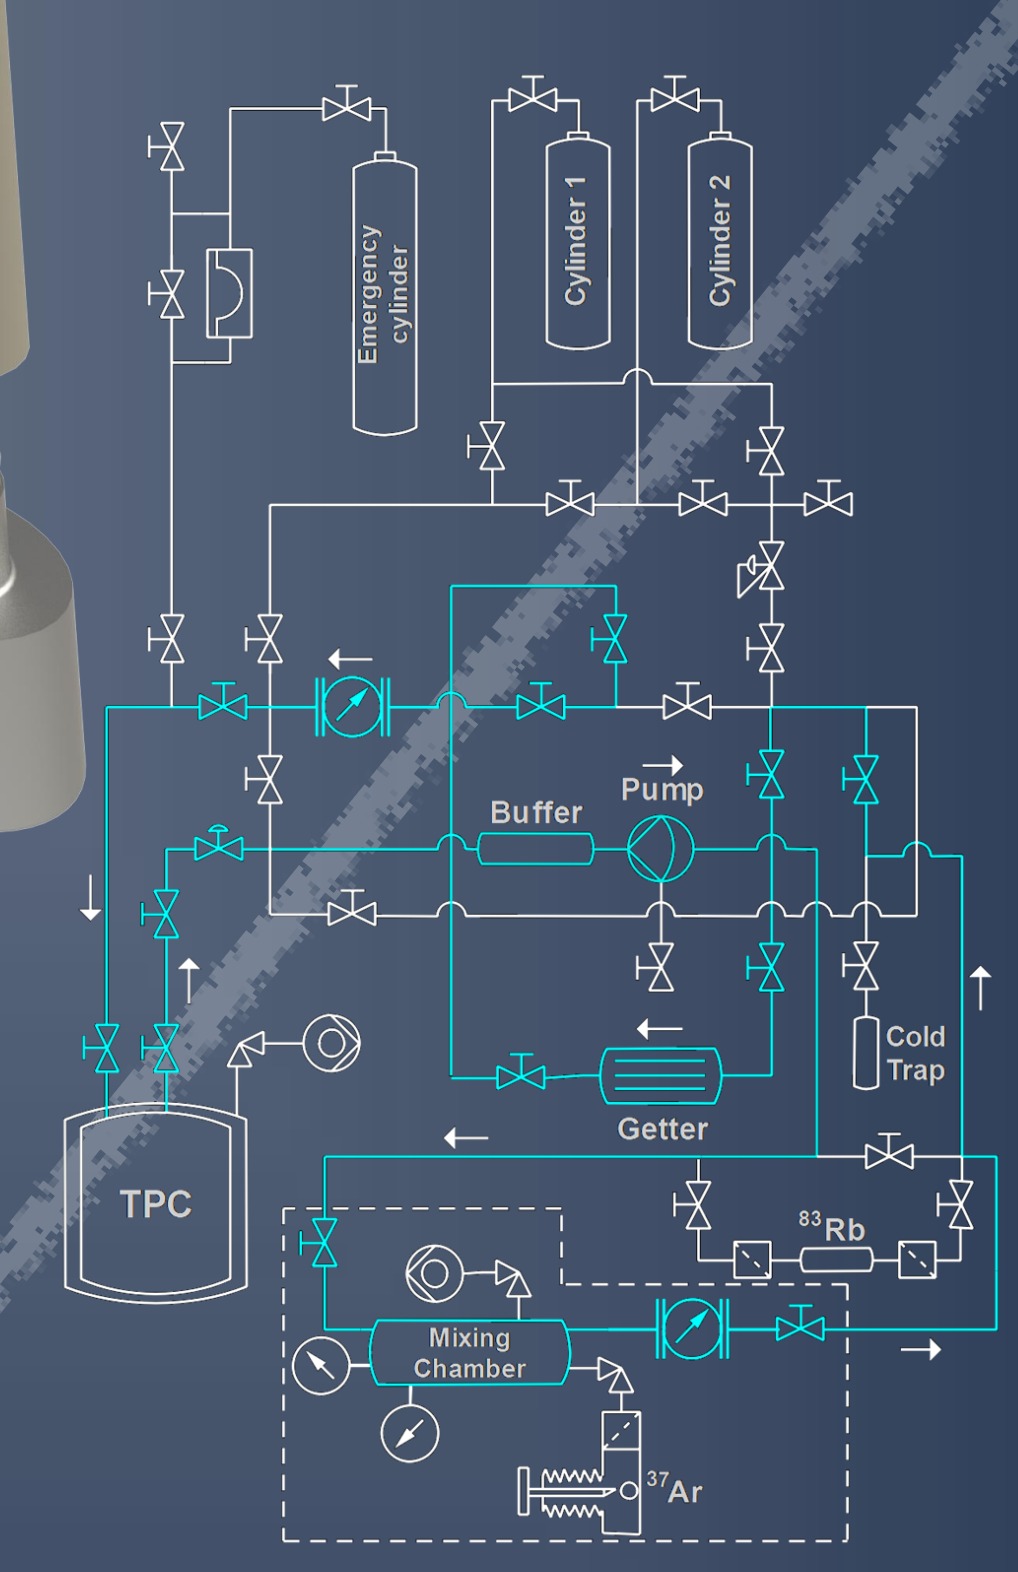 Emergency
cylinder
Cylinder 1
Cylinder 2
Pump
Buffer
Cold
Trap
Getter
TPC
⁸³Rb
Mixing
Chamber
³⁷Ar